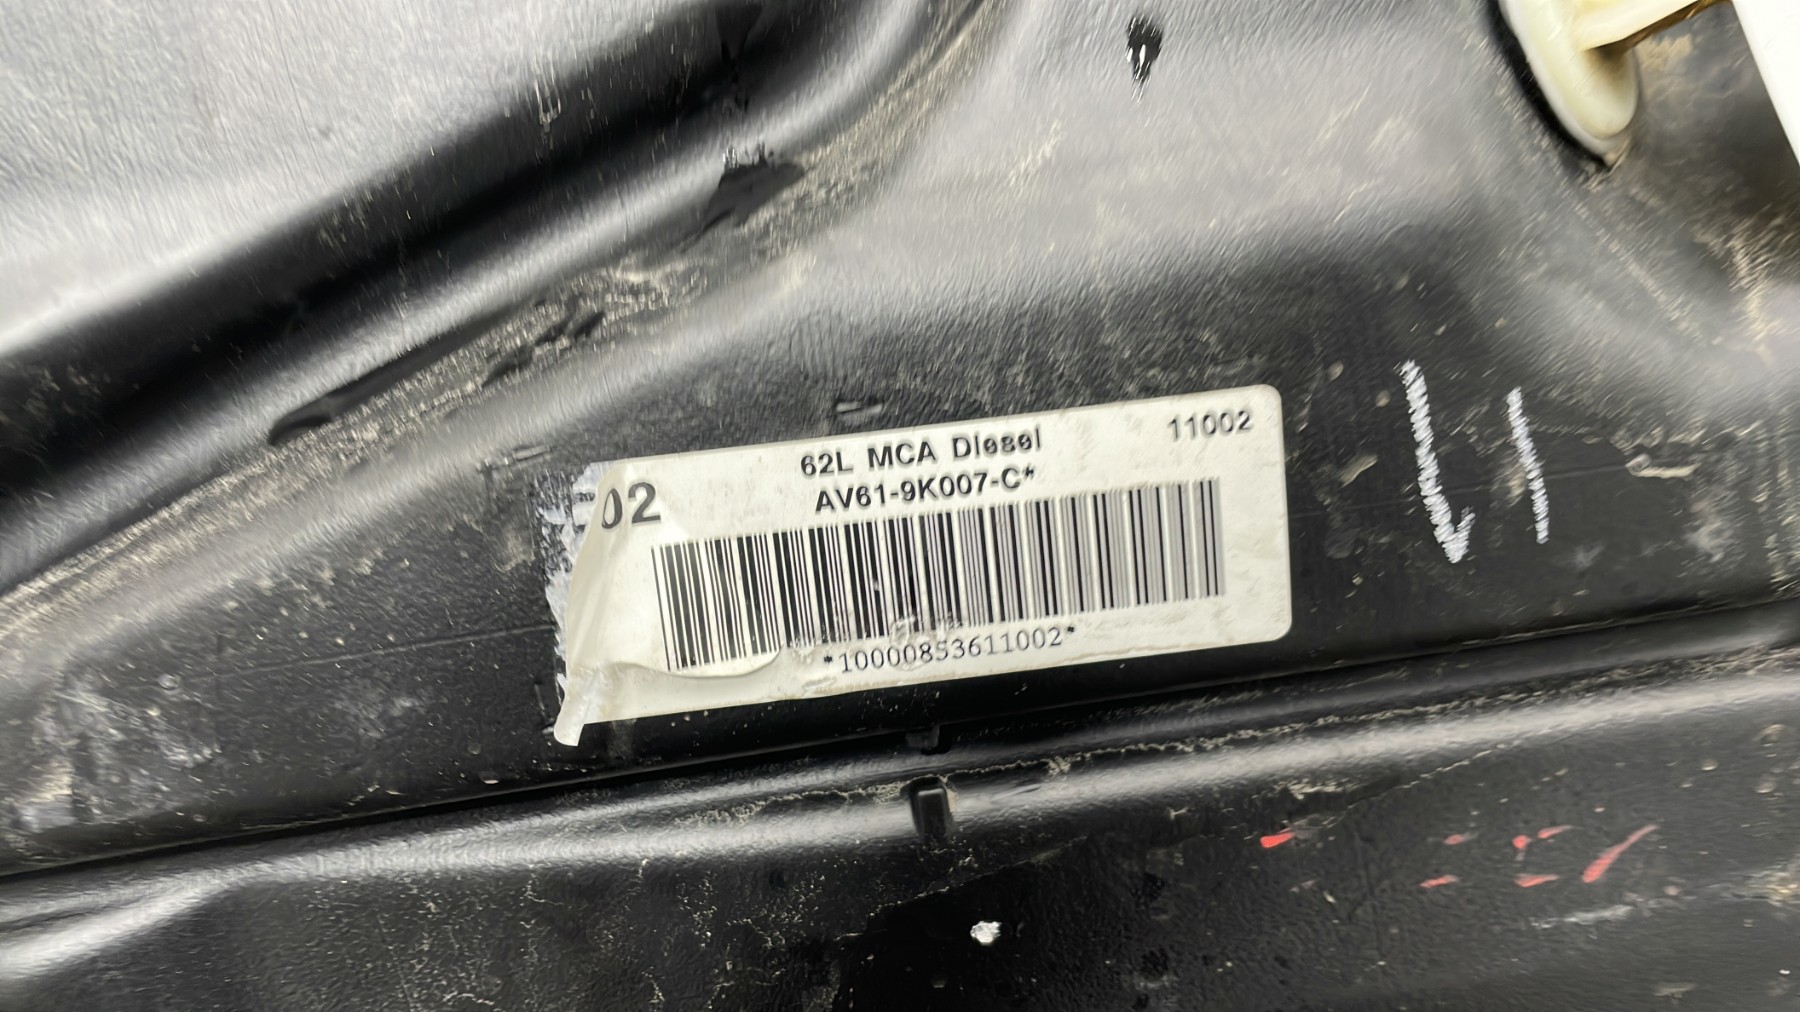 62L MCA Diesel 11002
AV61-9K007-C*
02
*10000853611002*